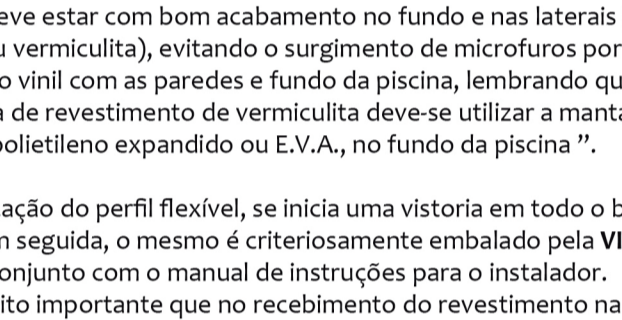 eve estar com bom acabamento no fundo e nas laterais
u vermiculita), evitando o surgimento de microfuros por
o vinil com as paredes e fundo da piscina, lembrando qu
a de revestimento de vermiculita deve-se utilizar a manta
polietileno expandido ou E.V.A., no fundo da piscina ”.
ação do perfil flexível, se inicia uma vistoria em todo o b
m seguida, o mesmo é criteriosamente embalado pela VI
onjunto com o manual de instruções para o instalador.
ito importante que no recebimento do revestimento na